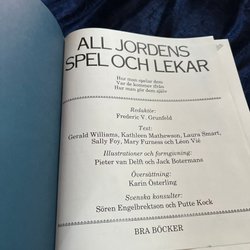 ALL JORDENS
SPEL OCH LEKAR
Hur man spelar dem
Var de kommer ifrån
Hur man gör dem själv
Redaktör:
Frederic V. Grunfeld
Text:
Gerald Williams, Kathleen Mathewson, Laura Smart,
Sally Foy, Mary Furness och Léon Vié
Illustrationer och formgivning:
Pieter van Delft och Jack Botermans
Översättning:
Karin Österling
Svenska konsulter:
Sören Engelbrektson och Putte Kock
BRA BÖCKER